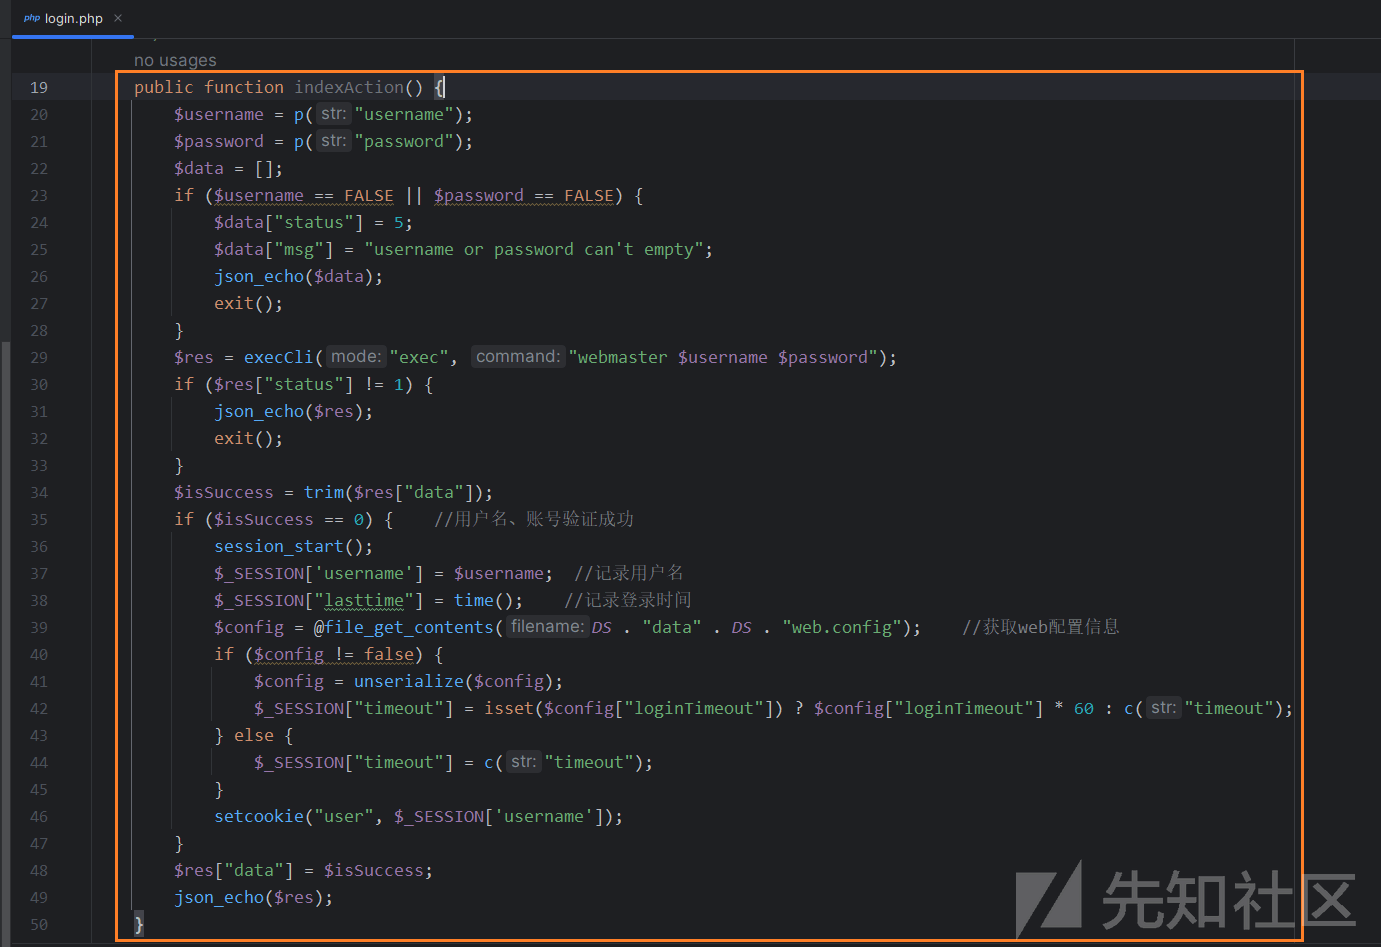 php login.php ×
no usages
19 public function indexAction() {
20 $username = p( str: "username");
21 $password = p( str: "password");
22 $data = [];
23 if ($username == FALSE || $password == FALSE) {
24 $data["status"] = 5;
25 $data["msg"] = "username or password can't empty";
26 json_echo($data);
27 exit();
28 }
29 $res = execCli( mode: "exec", command: "webmaster $username $password");
30 if ($res["status"] != 1) {
31 json_echo($res);
32 exit();
33 }
34 $isSuccess = trim($res["data"]);
35 if ($isSuccess == 0) { //用户名、账号验证成功
36 session_start();
37 $_SESSION['username'] = $username; //记录用户名
38 $_SESSION["lasttime"] = time(); //记录登录时间
39 $config = @file_get_contents( filename: DS . "data" . DS . "web.config"); //获取web配置信息
40 if ($config != false) {
41 $config = unserialize($config);
42 $_SESSION["timeout"] = isset($config["loginTimeout"]) ? $config["loginTimeout"] * 60 : c( str: "timeout");
43 } else {
44 $_SESSION["timeout"] = c( str: "timeout");
45 }
46 setcookie("user", $_SESSION['username']);
47 }
48 $res["data"] = $isSuccess;
49 json_echo($res);
50 }
先知社区